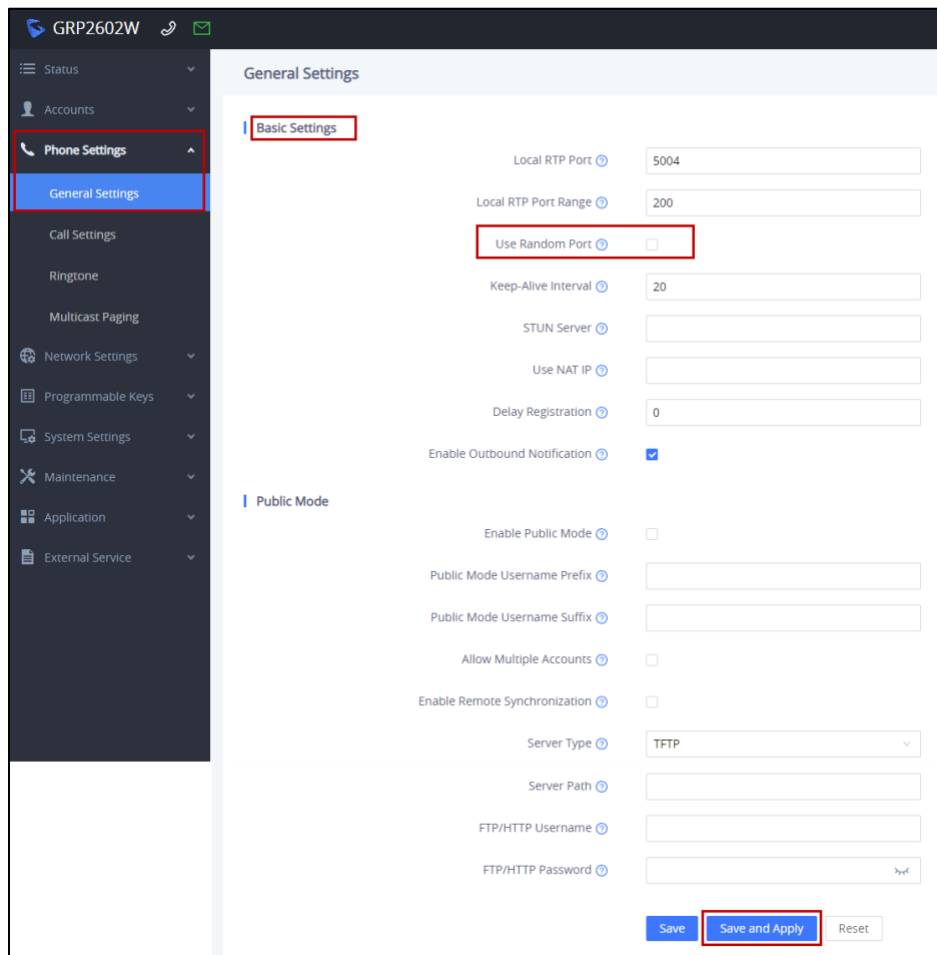 GRP2602W
Status
Accounts
Phone Settings
General Settings
Call Settings
Ringtone
Multicast Paging
Network Settings
Programmable Keys
System Settings
Maintenance
Application
External Service
General Settings
Basic Settings
Local RTP Port 5004
Local RTP Port Range 200
Use Random Port
Keep-Alive Interval 20
STUN Server
Use NAT IP
Delay Registration 0
Enable Outbound Notification
Public Mode
Enable Public Mode
Public Mode Username Prefix
Public Mode Username Suffix
Allow Multiple Accounts
Enable Remote Synchronization
Server Type TFTP
Server Path
FTP/HTTP Username
FTP/HTTP Password
Save Save and Apply Reset